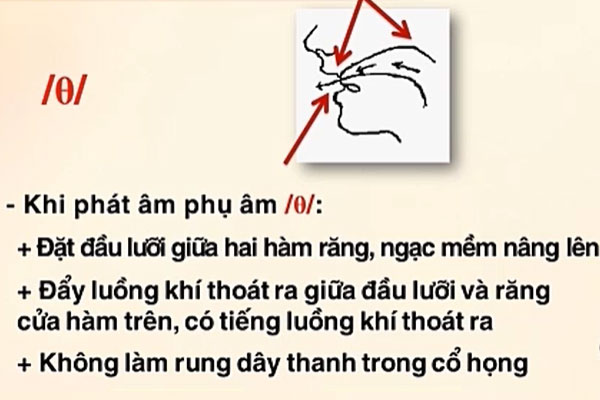 /θ/
- Khi phát âm phụ âm /θ/:
+ Đặt đầu lưỡi giữa hai hàm răng, ngạc mềm nâng lên
+ Đẩy luồng khí thoát ra giữa đầu lưỡi và răng
cửa hàm trên, có tiếng luồng khí thoát ra
+ Không làm rung dây thanh trong cổ họng